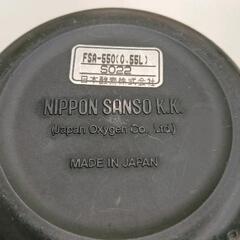 FSA-550(0.55L)
S022
日本酸素株式会社
NIPPON SANSO K.K.
(Japan Oxygen Co., Ltd.)
MADE IN JAPAN